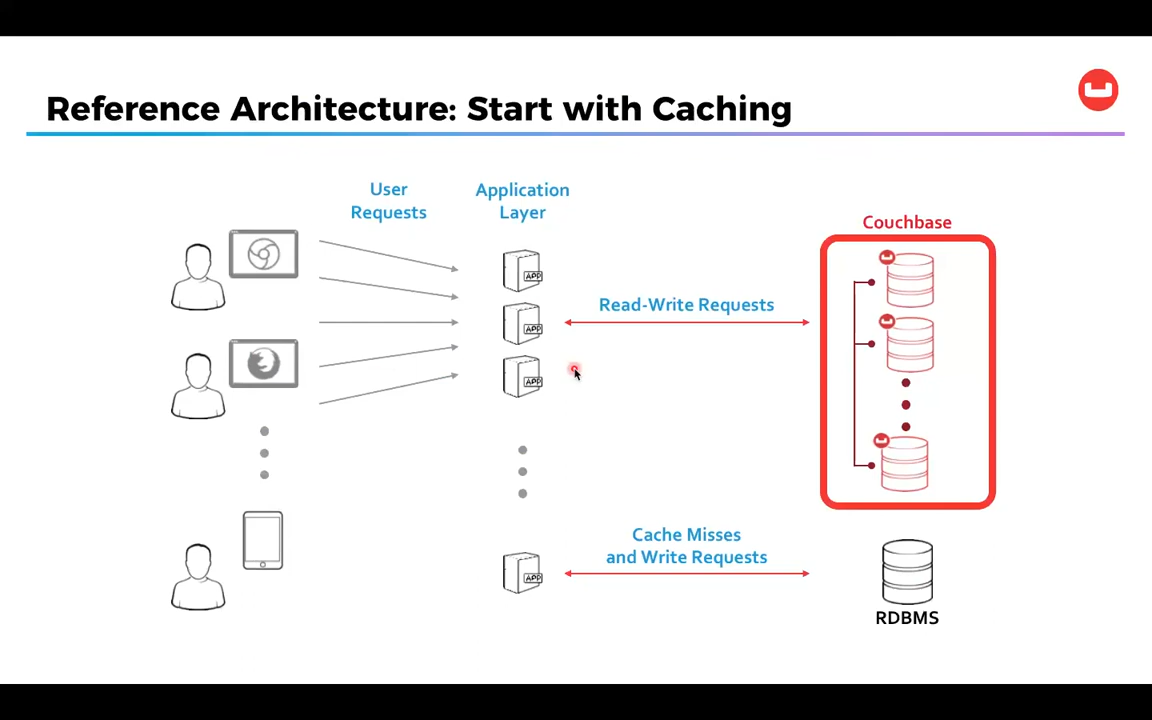 Reference Architecture: Start with Caching
User
Requests
Application
Layer
Couchbase
APP
Read-Write Requests
APP
APP
Cache Misses
and Write Requests
APP
RDBMS